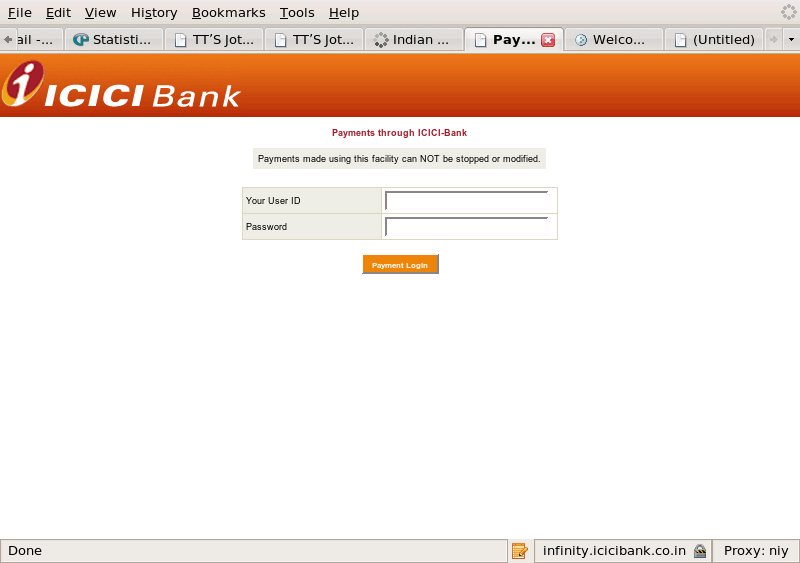 File Edit View History Bookmarks Tools Help
ail -... Statisti... TT'S Jot... TT'S Jot... Indian ... Pay... Welco... (Untitled)
i ICICI Bank
Payments through ICICI-Bank
Payments made using this facility can NOT be stopped or modified.
Your User ID
Password
Payment Login
Done infinity.icicibank.co.in Proxy: niy